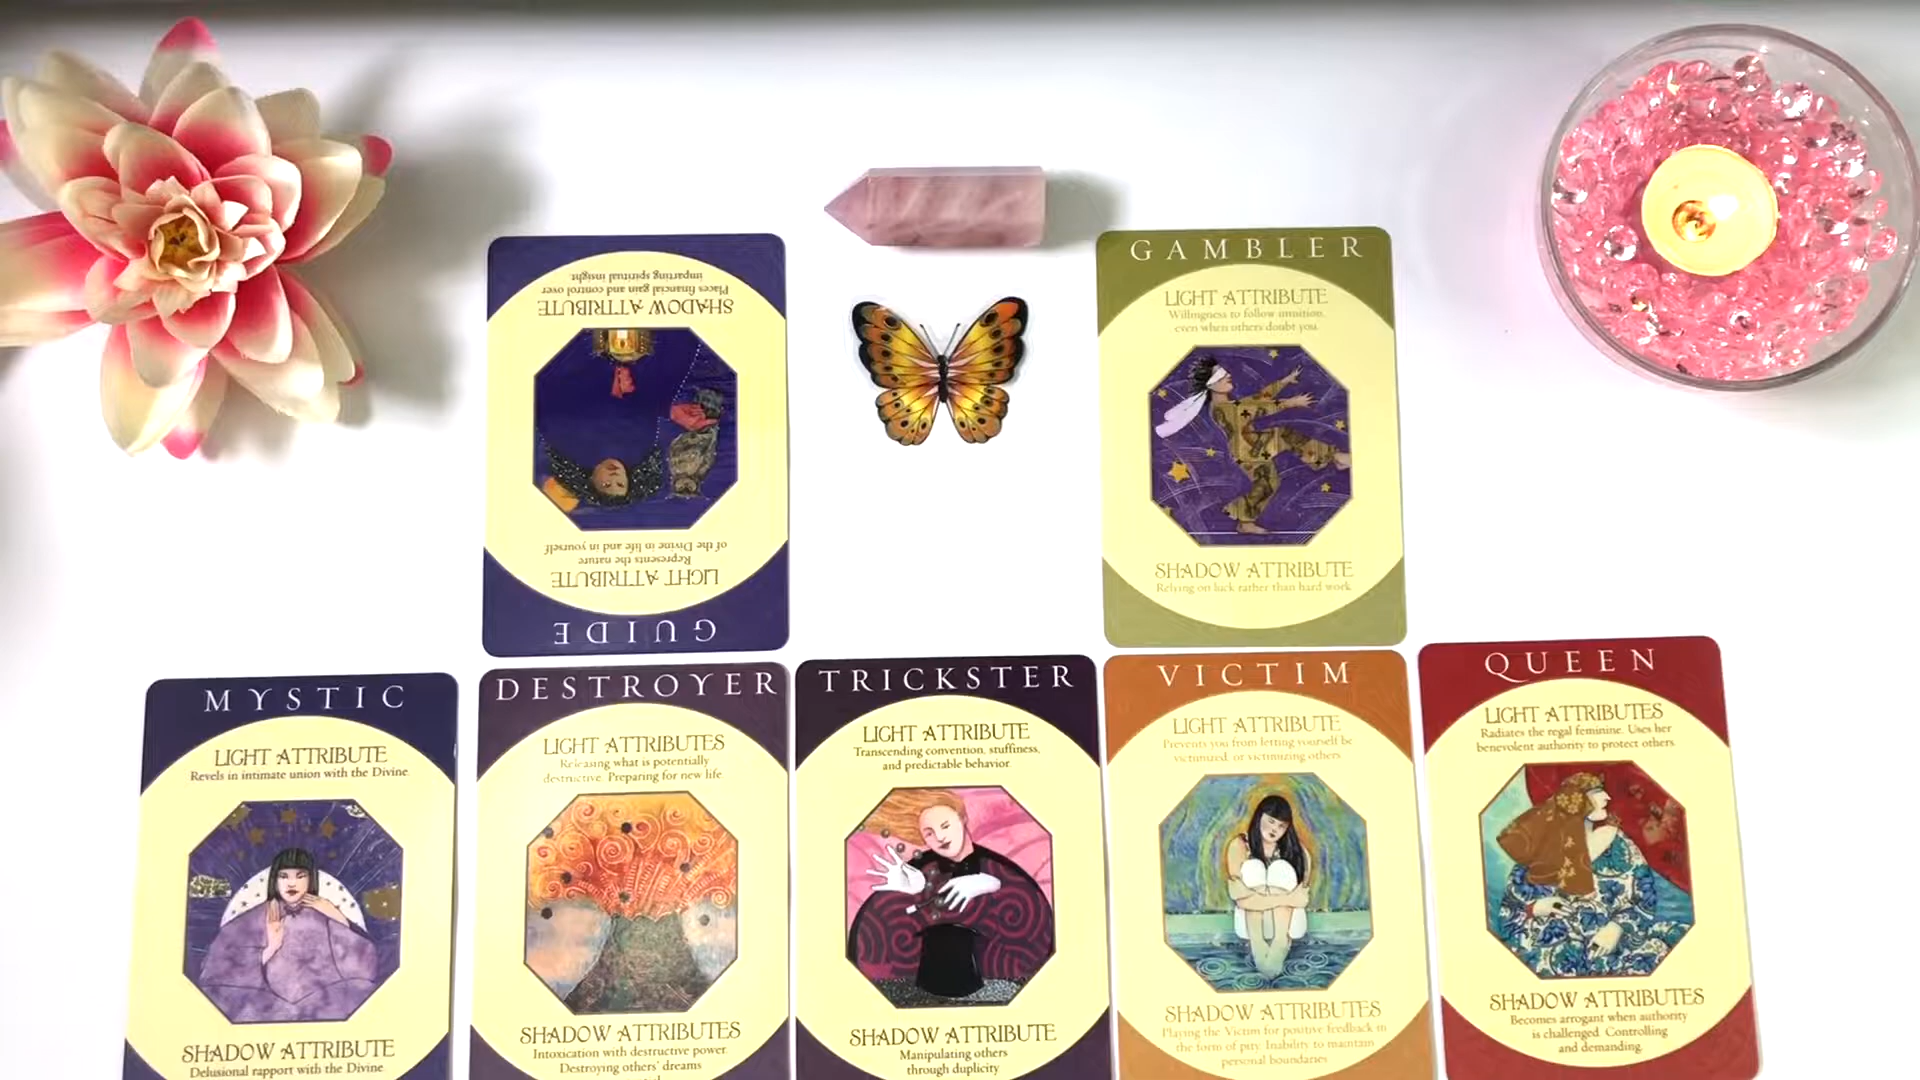 GUIDE
LIGHT ATTRIBUTE
Represents the nature
of the Divine in life and in yourself
SHADOW ATTRIBUTE
Places financial gain and control over
imparting spiritual insight.
GAMBLER
LIGHT ATTRIBUTE
Willingness to follow intuition,
even when others doubt you.
SHADOW ATTRIBUTE
Relying on luck rather than hard work.
MYSTIC
LIGHT ATTRIBUTE
Revels in intimate union with the Divine.
SHADOW ATTRIBUTE
Delusional rapport with the Divine.
DESTROYER
LIGHT ATTRIBUTES
Releasing what is potentially
destructive. Preparing for new life
SHADOW ATTRIBUTES
Intoxication with destructive power.
Destroying others' dreams
TRICKSTER
LIGHT ATTRIBUTE
Transcending convention, stuffiness,
and predictable behavior
SHADOW ATTRIBUTE
Manipulating others
through duplicity
VICTIM
LIGHT ATTRIBUTE
Prevents you from letting yourself be
victimized, or victimizing others
SHADOW ATTRIBUTES
Playing the Victim for positive feedback in
the form of pity. Inability to maintain
personal boundaries
QUEEN
LIGHT ATTRIBUTES
Radiates the regal feminine. Uses her
benevolent authority to protect others.
SHADOW ATTRIBUTES
Becomes arrogant when authority
is challenged. Controlling
and demanding.